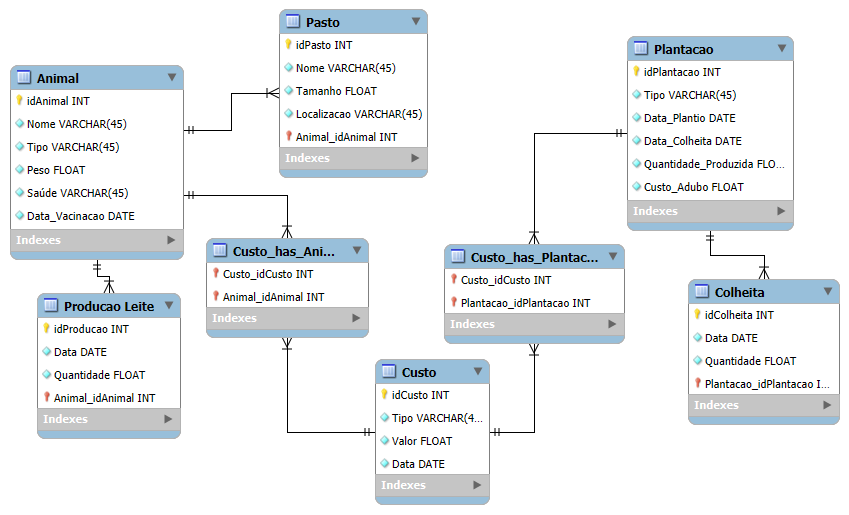 Pasto
idPasto INT
Nome VARCHAR(45)
Tamanho FLOAT
Localizacao VARCHAR(45)
Animal_idAnimal INT
Indexes
Plantacao
idPlantacao INT
Tipo VARCHAR(45)
Data_Plantio DATE
Data_Colheita DATE
Quantidade_Produzida FLO...
Custo_Adubo FLOAT
Indexes
Animal
idAnimal INT
Nome VARCHAR(45)
Tipo VARCHAR(45)
Peso FLOAT
Saúde VARCHAR(45)
Data_Vacinacao DATE
Indexes
Custo_has_Ani...
Custo_idCusto INT
Animal_idAnimal INT
Indexes
Custo_has_Plantac...
Custo_idCusto INT
Plantacao_idPlantacao INT
Indexes
Colheita
idColheita INT
Data DATE
Quantidade FLOAT
Plantacao_idPlantacao I...
Indexes
Producao Leite
idProducao INT
Data DATE
Quantidade FLOAT
Animal_idAnimal INT
Indexes
Custo
idCusto INT
Tipo VARCHAR(4...
Valor FLOAT
Data DATE
Indexes